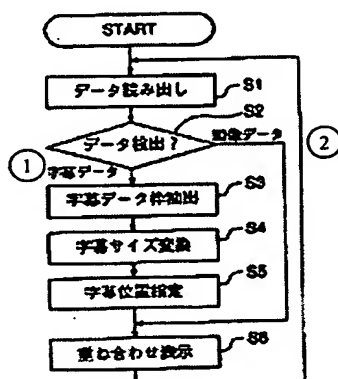 START
データ読み出し
S1
S2
データ検出?
画像データ
②
①
字幕データ
S3
字幕データ枠抽出
S4
字幕サイズ変換
S5
字幕位置指定
S6
重ね合わせ表示